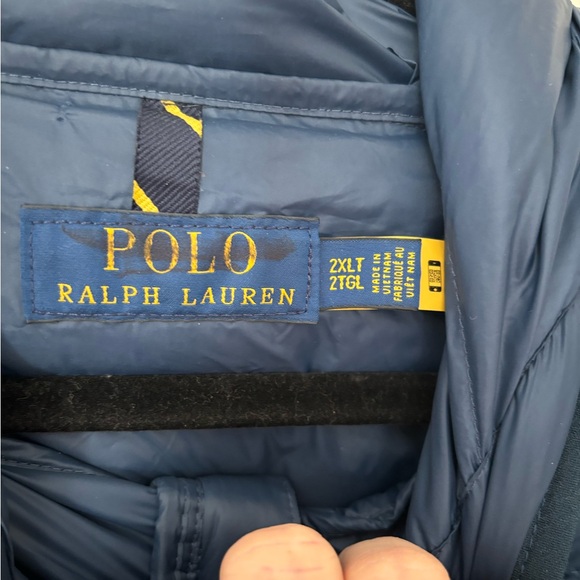 POLO
RALPH LAUREN
2XLT
2TGL
MADE IN
VIETNAM
FABRIQUÉ AU
VIÊT NAM